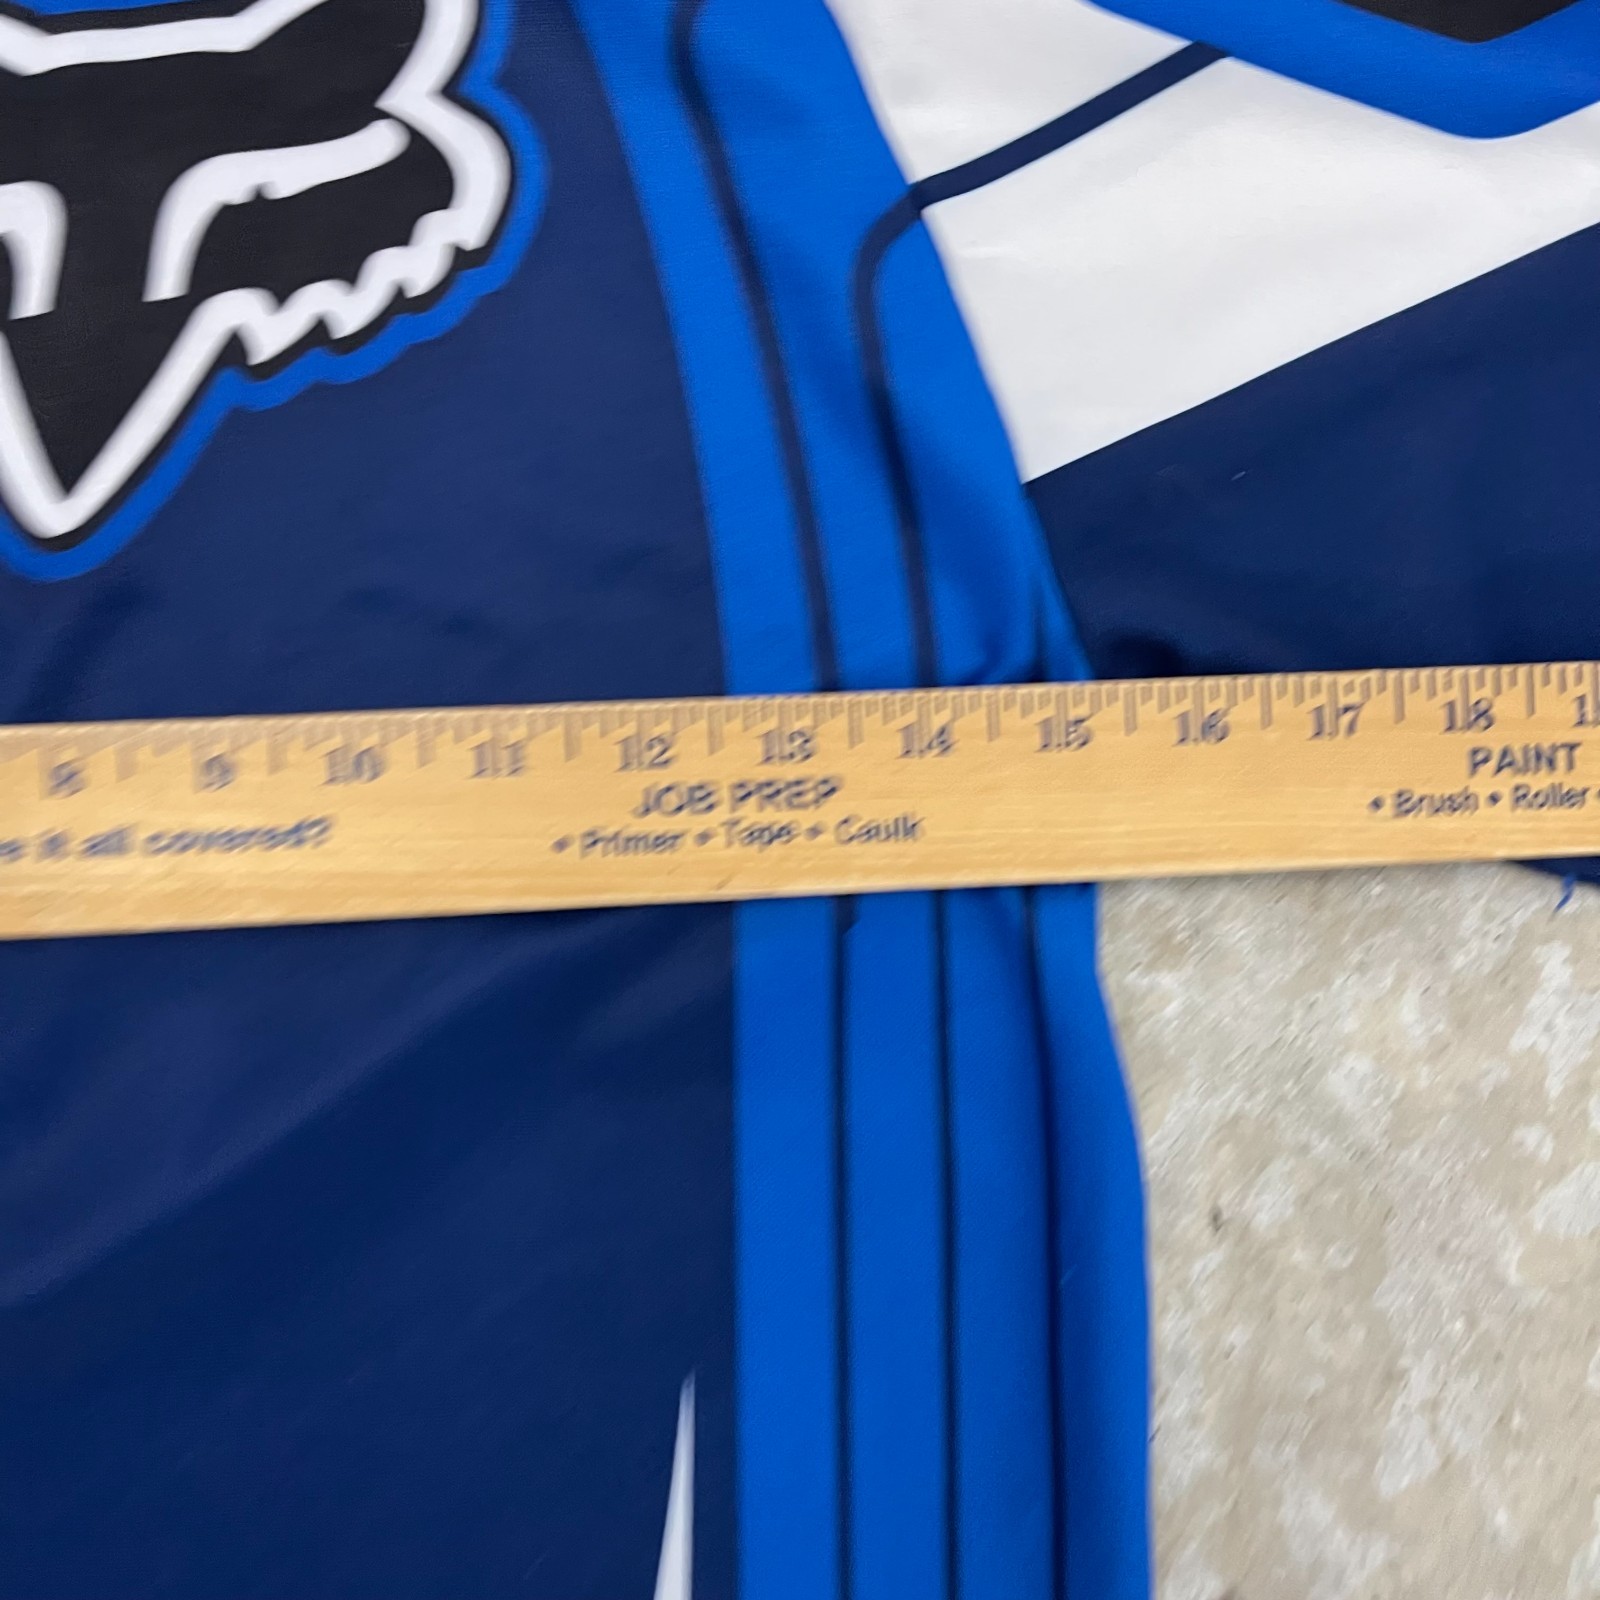 8 9 10 11 12 13 14 15 16 17 18
JOB PREP
• Primer • Tape • Caulk
it all covered?
PAINT
• Brush • Roller •